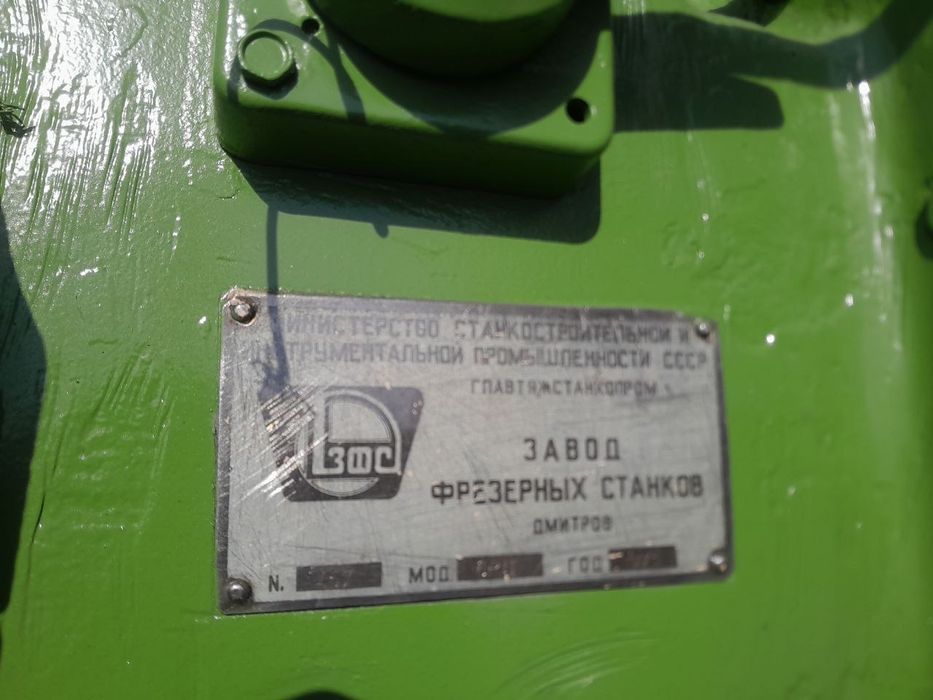 МИНИСТЕРСТВО СТАНКОСТРОИТЕЛЬНОЙ И
ИНСТРУМЕНТАЛЬНОЙ ПРОМЫШЛЕННОСТИ СССР
ГЛАВТЯЖСТАНКОПРОМ
ЗФС
ЗАВОД
ФРЕЗЕРНЫХ СТАНКОВ
ДМИТРОВ
N. МОД ГОД